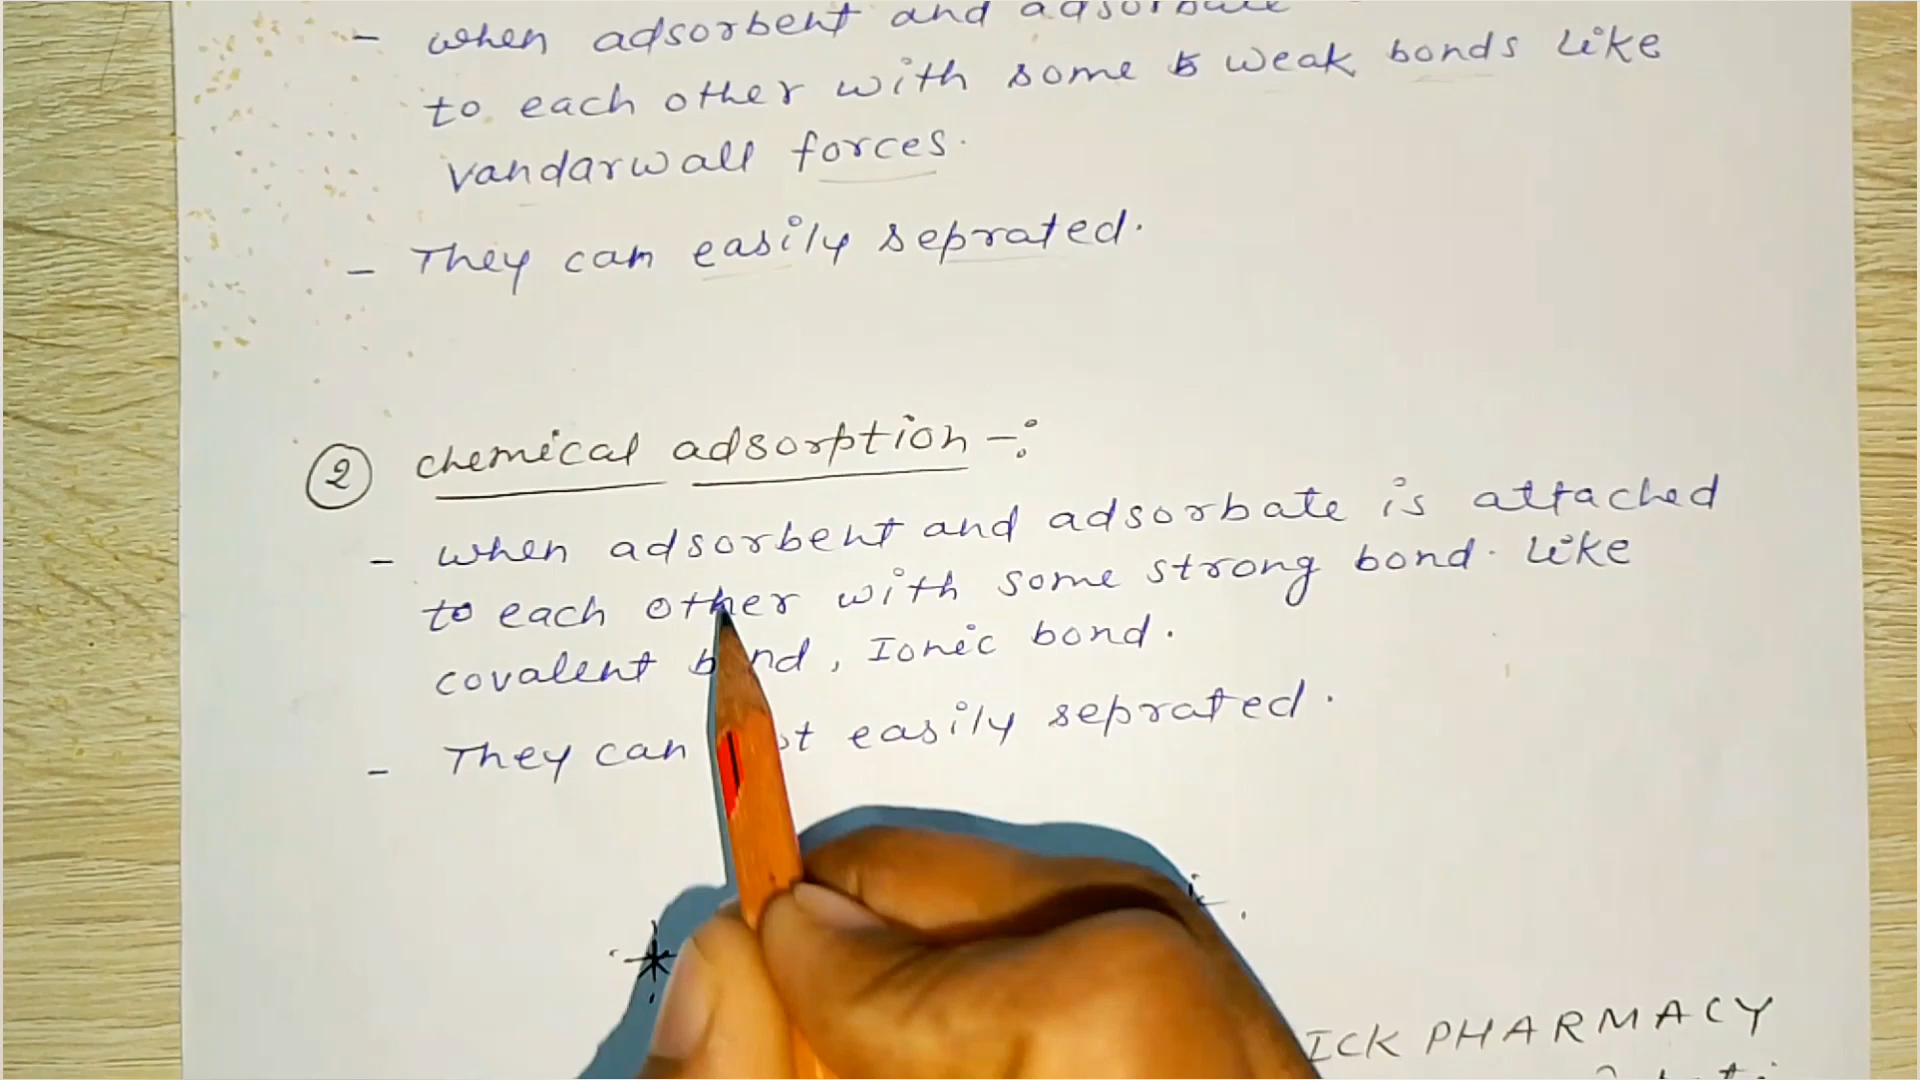 - when adsorbent and adsorbate
to each other with some weak bonds like
vandarwall forces.
- They can easily seprated.
② chemical adsorption -:
- when adsorbent and adsorbate is attached
to each other with some strong bond. like
covalent bond, Ionic bond.
- They can easily seprated.
PHARMACY